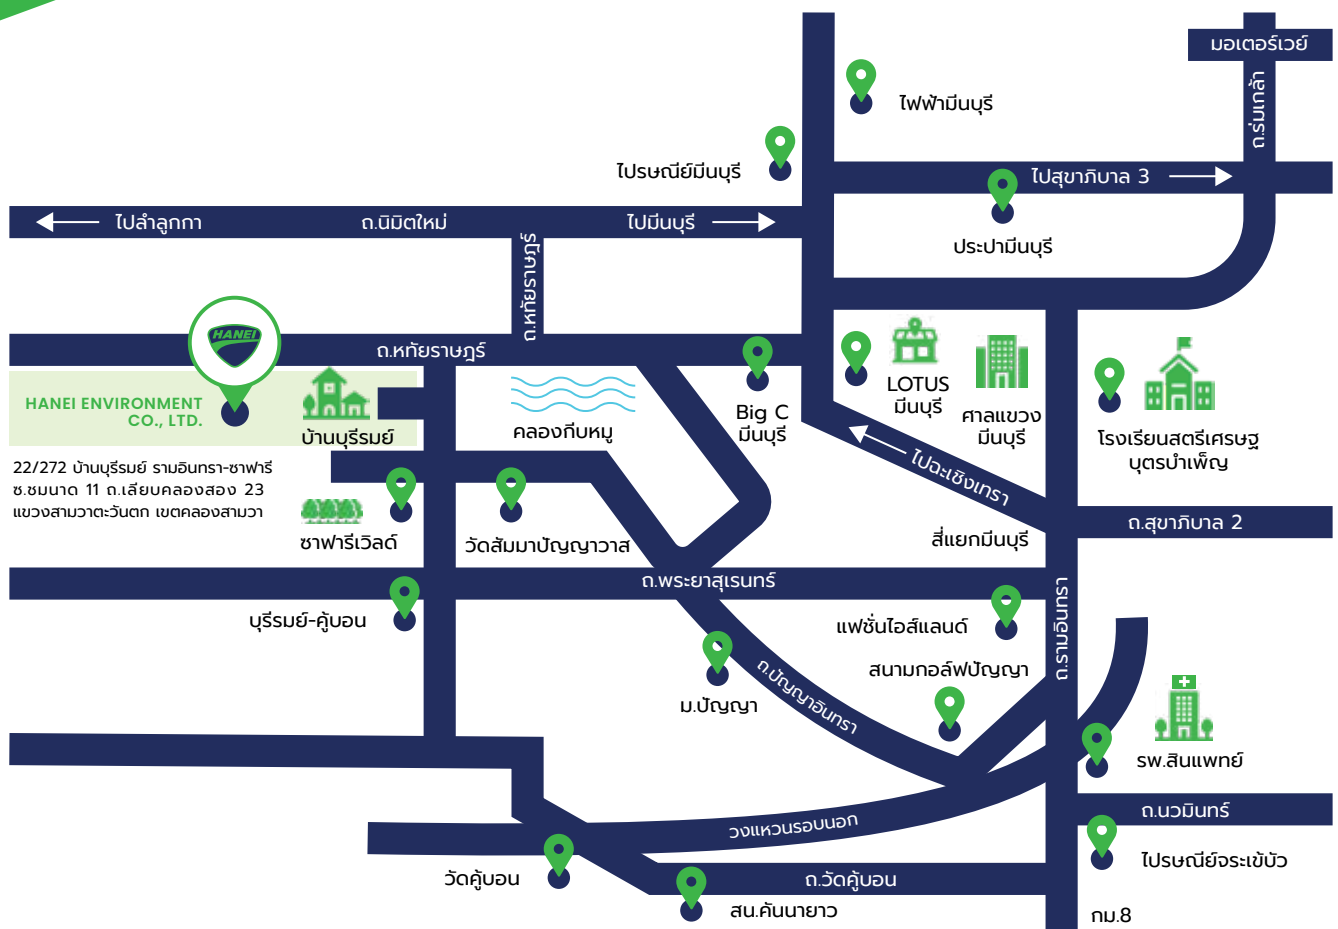 มอเตอร์เวย์
ไฟฟ้ามีนบุรี
ถ.ร่มเกล้า
ไปรษณีย์มีนบุรี
ไปสุขาภิบาล 3
ไปลำลูกกา
ถ.นิมิตใหม่
ไปมีนบุรี
ประปามีนบุรี
ถ.หทัยราษฎร์
HANEI
ถ.หทัยราษฎร์
HANEI ENVIRONMENT
CO., LTD.
บ้านบุรีรมย์
คลองกีบหมู
Big C
มีนบุรี
LOTUS
มีนบุรี
ศาลแขวง
มีนบุรี
โรงเรียนสตรีเศรษฐ
บุตรบำเพ็ญ
22/272 บ้านบุรีรมย์ รามอินทรา-ซาฟารี
ซ.ชมนาด 11 ถ.เลียบคลองสอง 23
แขวงสามวาตะวันตก เขตคลองสามวา
ไปฉะเชิงเทรา
ถ.สุขาภิบาล 2
ซาฟารีเวิลด์
วัดสัมมาปัญญาวาส
สี่แยกมีนบุรี
ถ.พระยาสุเรนทร์
บุรีรมย์-คู้บอน
แฟชั่นไอส์แลนด์
ถ.รามอินทรา
สนามกอล์ฟปัญญา
ม.ปัญญา
ถ.ปัญญาอินทรา
รพ.สินแพทย์
ถ.นวมินทร์
วงแหวนรอบนอก
ไปรษณีย์จระเข้บัว
วัดคู้บอน
ถ.วัดคู้บอน
สน.คันนายาว
กม.8